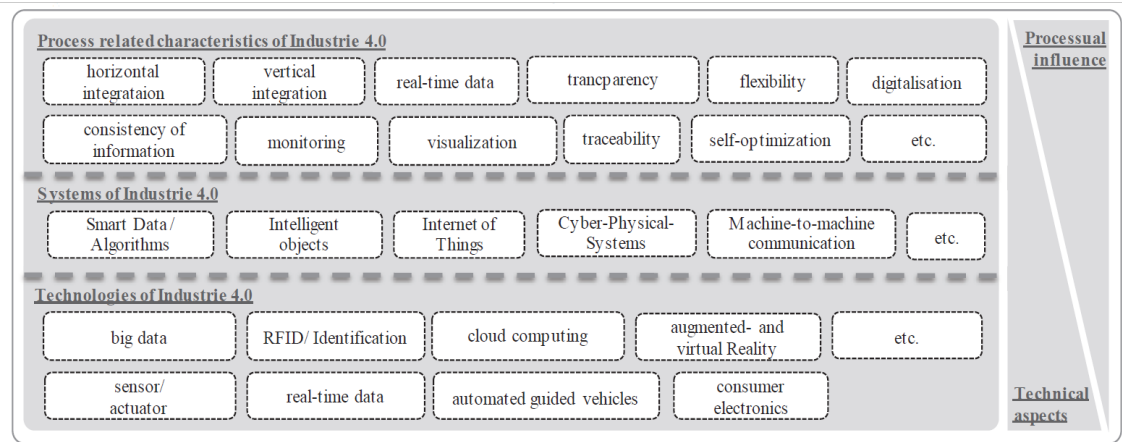 Process related characteristics of Industrie 4.0
horizontal
integrataion
vertical
integration
real-time data
trancparency
flexibility
digitalisation
consistency of
information
monitoring
visualization
traceability
self-optimization
etc.
Systems of Industrie 4.0
Smart Data /
Algorithms
Intelligent
objects
Internet of
Things
Cyber-Physical-
Systems
Machine-to-machine
communication
etc.
Technologies of Industrie 4.0
big data
RFID/ Identification
cloud computing
augmented- and
virtual Reality
etc.
sensor/
actuator
real-time data
automated guided vehicles
consumer
electronics
Processual
influence
Technical
aspects